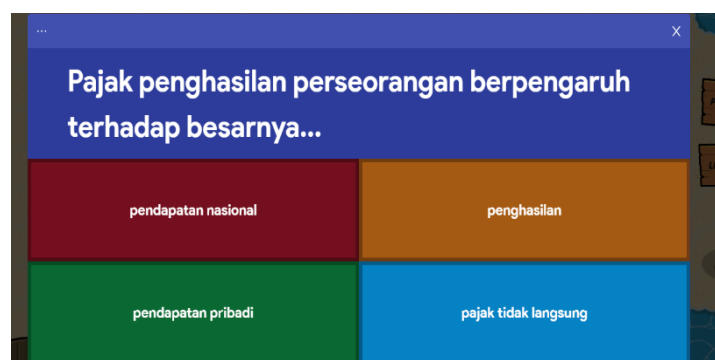 ... X
Pajak penghasilan perseorangan berpengaruh
terhadap besarnya...
pendapatan nasional
penghasilan
pendapatan pribadi
pajak tidak langsung